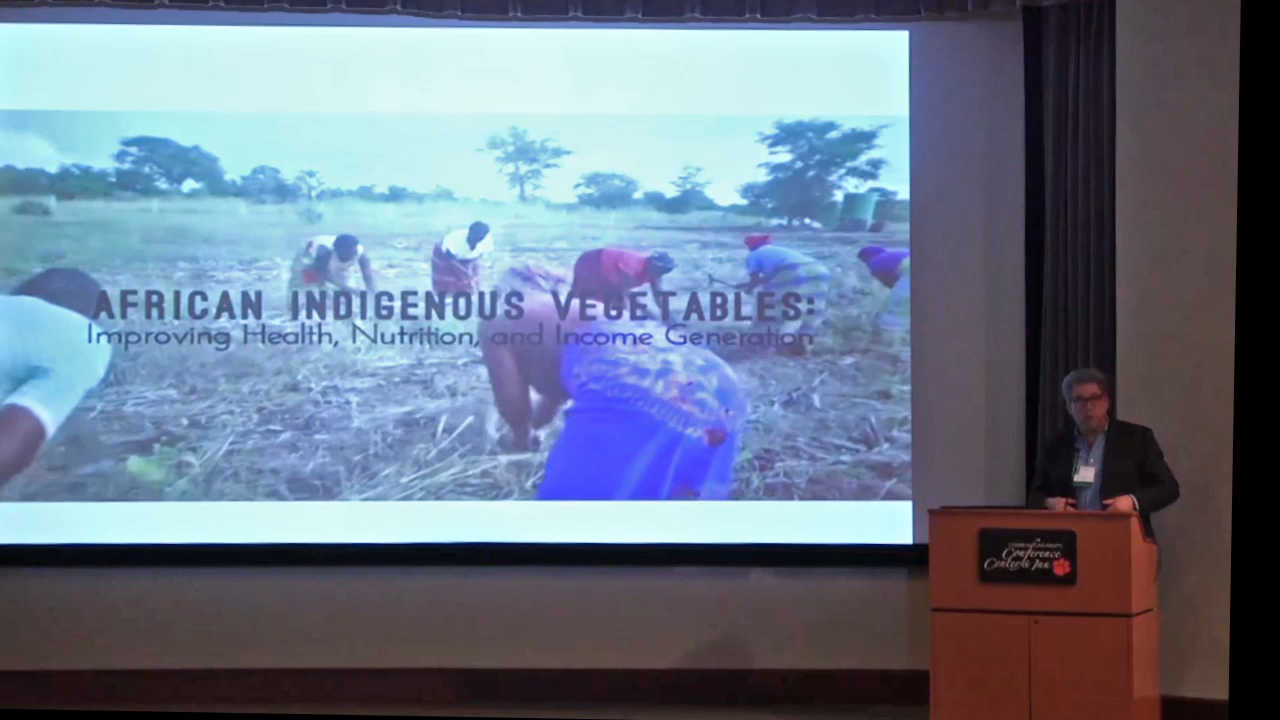 AFRICAN INDIGENOUS VEGETABLES:
Improving Health, Nutrition, and Income Generation
Conference
Center & Inn